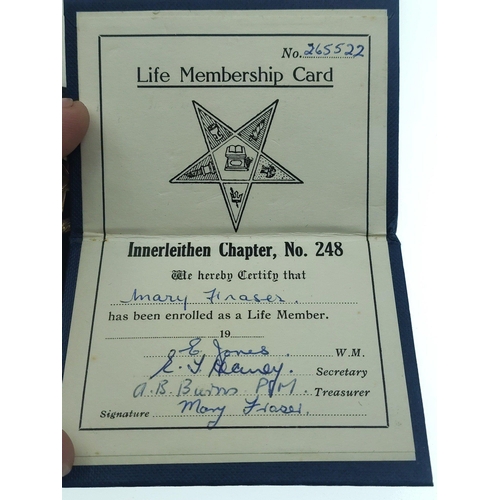 No. 265522
Life Membership Card
Innerleithen Chapter, No. 248
We hereby Certify that
Mary Fraser.
has been enrolled as a Life Member.
19
E. Jones. W.M.
Secretary
A.B. Burns P.M. Treasurer
Signature Mary Fraser.